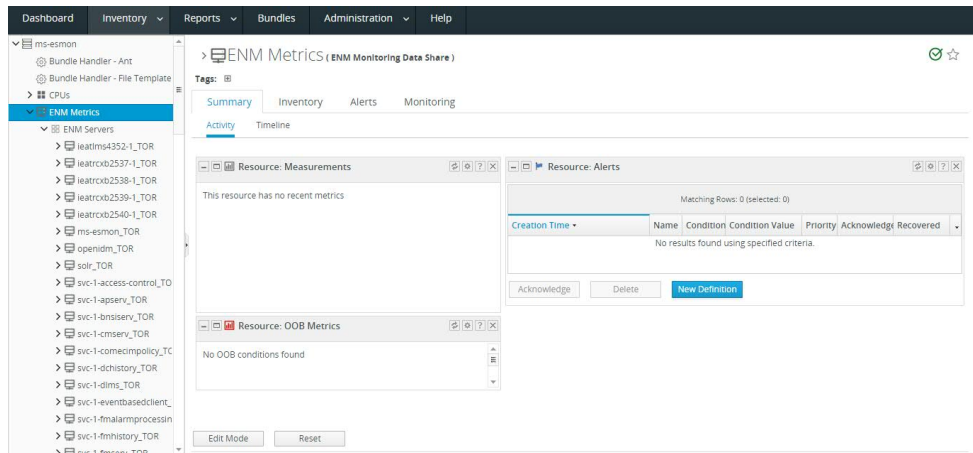 Dashboard Inventory Reports Bundles Administration Help
ms-esmon
Bundle Handler - Ant
Bundle Handler - File Template
CPUs
ENM Metrics
ENM Servers
ieatlms4352-1_TOR
ieatrcxb2537-1_TOR
ieatrcxb2538-1_TOR
ieatrcxb2539-1_TOR
ieatrcxb2540-1_TOR
ms-esmon_TOR
openidm_TOR
solr_TOR
svc-1-access-control_TO
svc-1-apserv_TOR
svc-1-bnsiserv_TOR
svc-1-cmserv_TOR
svc-1-comecimpolicy_TC
svc-1-dchistory_TOR
svc-1-dlms_TOR
svc-1-eventbasedclient_
svc-1-fmalarmprocessin
svc-1-fmhistory_TOR
svc-1-fmserv_TOR
ENM Metrics ( ENM Monitoring Data Share )
Tags:
Summary Inventory Alerts Monitoring
Activity Timeline
Resource: Measurements
This resource has no recent metrics
Resource: Alerts
Matching Rows: 0 (selected: 0)
Creation Time Name Condition Condition Value Priority Acknowledge Recovered
No results found using specified criteria.
Acknowledge Delete New Definition
Resource: OOB Metrics
No OOB conditions found
Edit Mode Reset